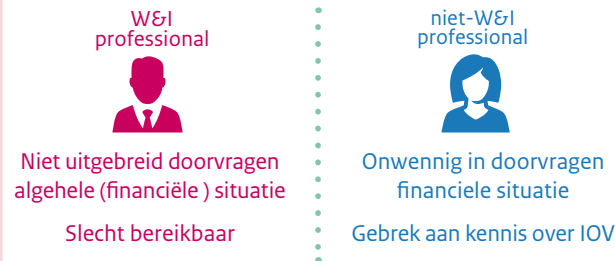 W&I
professional
Niet uitgebreid doorvragen
algehele (financiële ) situatie
Slecht bereikbaar
niet-W&I
professional
Onwennig in doorvragen
financiele situatie
Gebrek aan kennis over IOV